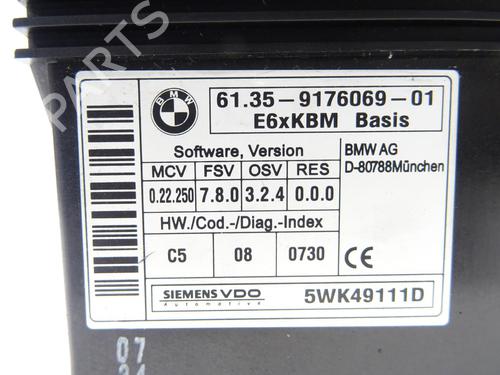 BMW
61.35-9176069-01
E6xKBM Basis
Software, Version
MCV FSV OSV RES
0.22.250 7.8.0 3.2.4 0.0.0
BMW AG
D-80788München
HW./Cod.-/Diag.-Index
C5 08 0730
CE
SIEMENS VDO
Automotive
5WK49111D
07
PARTS